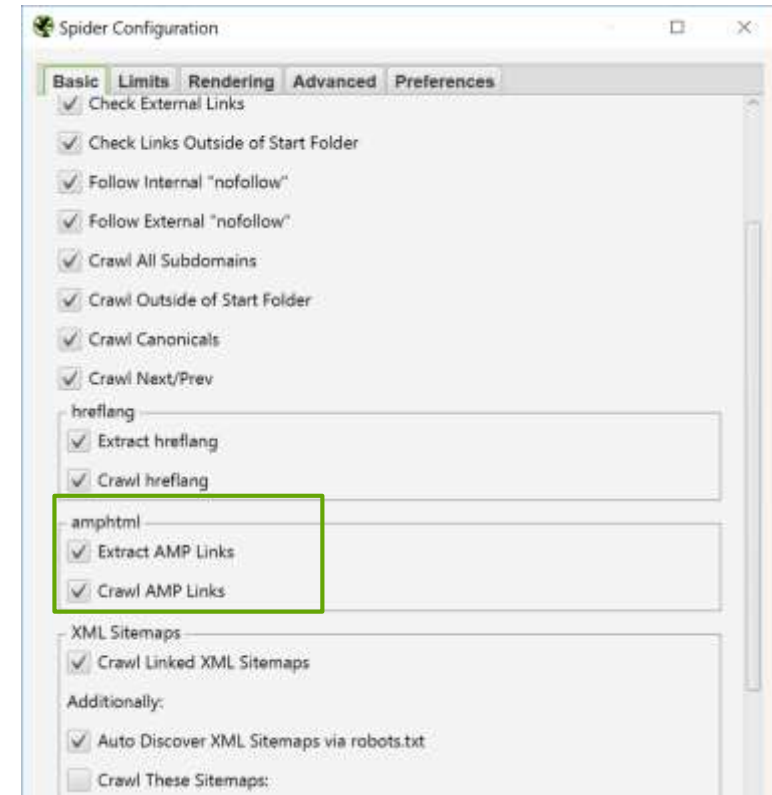 Spider Configuration
Basic Limits Rendering Advanced Preferences
Check External Links
Check Links Outside of Start Folder
Follow Internal "nofollow"
Follow External "nofollow"
Crawl All Subdomains
Crawl Outside of Start Folder
Crawl Canonicals
Crawl Next/Prev
hreflang
Extract hreflang
Crawl hreflang
amphtml
Extract AMP Links
Crawl AMP Links
XML Sitemaps
Crawl Linked XML Sitemaps
Additionally:
Auto Discover XML Sitemaps via robots.txt
Crawl These Sitemaps: